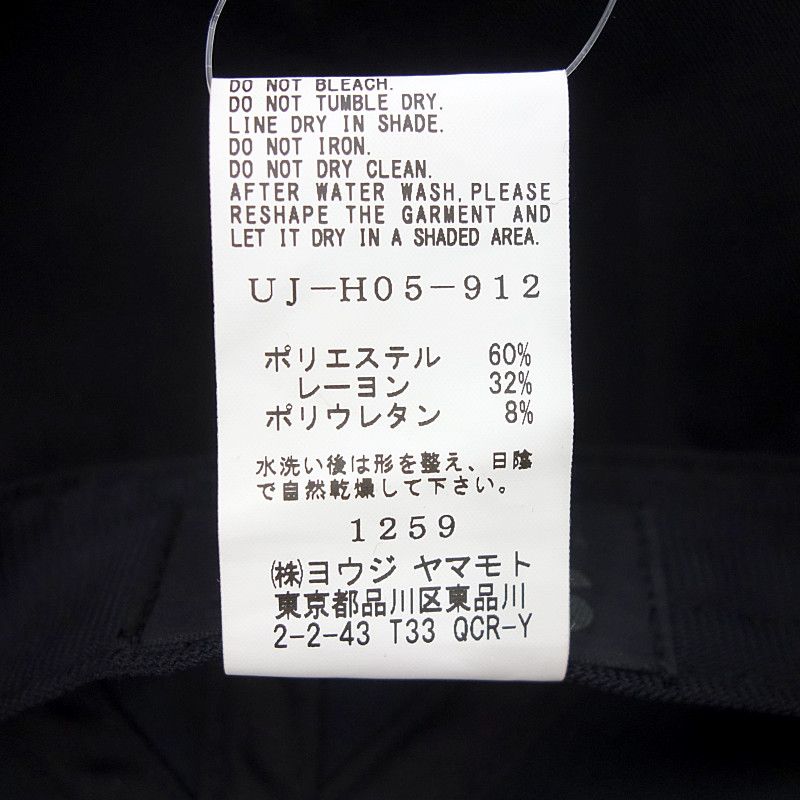 DO NOT BLEACH.
DO NOT TUMBLE DRY.
LINE DRY IN SHADE.
DO NOT IRON.
DO NOT DRY CLEAN.
AFTER WATER WASH, PLEASE
RESHAPE THE GARMENT AND
LET IT DRY IN A SHADED AREA.
UJ-H05-912
ポリエステル 60%
レーヨン 32%
ポリウレタン 8%
水洗い後は形を整え、日陰
で自然乾燥して下さい。
1259
㈱ヨウジ ヤマモト
東京都品川区東品川
2-2-43 T33 QCR-Y